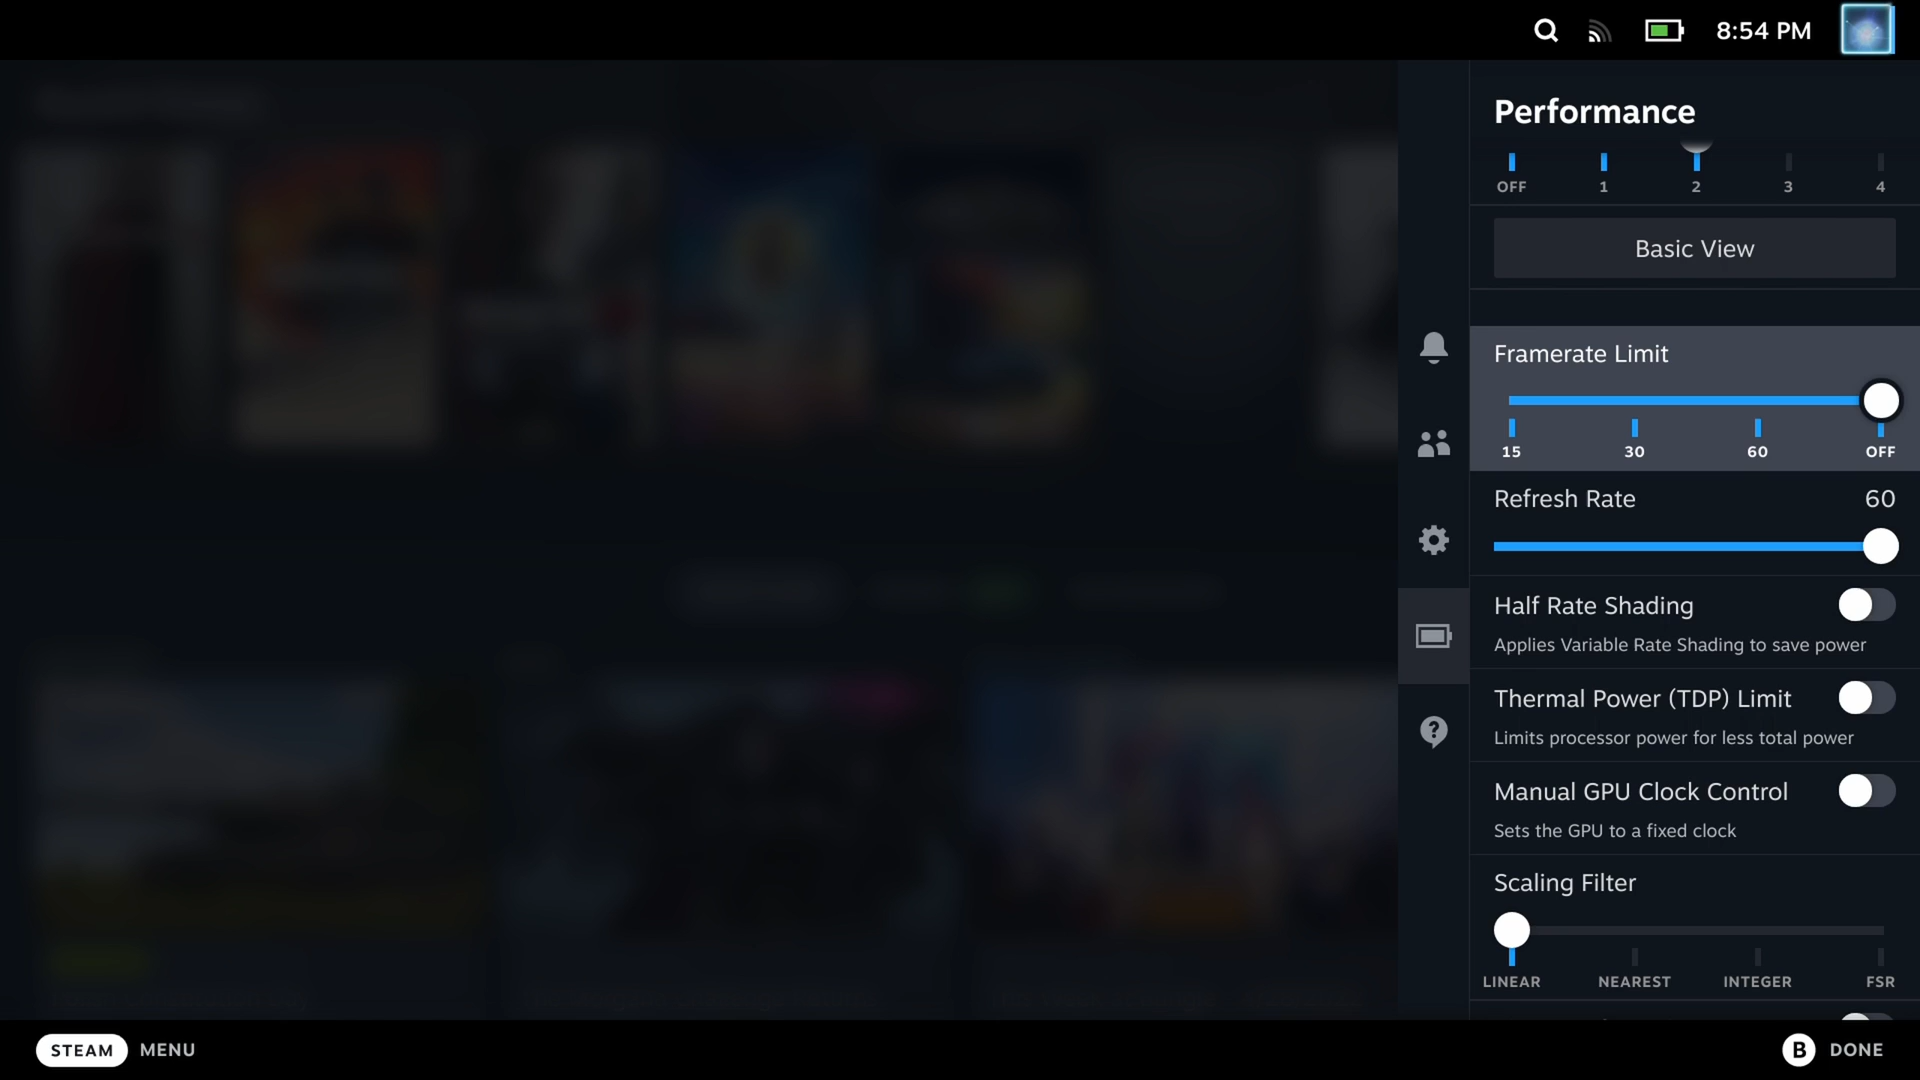 8:54 PM
Performance
OFF 1 2 3 4
Basic View
Framerate Limit
15 30 60 OFF
Refresh Rate 60
Half Rate Shading
Applies Variable Rate Shading to save power
Thermal Power (TDP) Limit
Limits processor power for less total power
Manual GPU Clock Control
Sets the GPU to a fixed clock
Scaling Filter
LINEAR NEAREST INTEGER FSR
STEAM MENU
B DONE